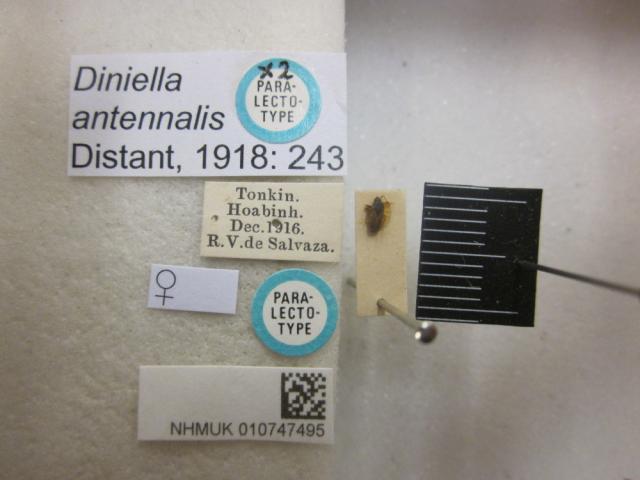 Diniella
antennalis
Distant, 1918: 243
x2
PARA-
LECTO-
TYPE
Tonkin.
Hoabinh.
Dec.1916.
R.V.de Salvaza.
♀
PARA-
LECTO-
TYPE
NHMUK 010747495